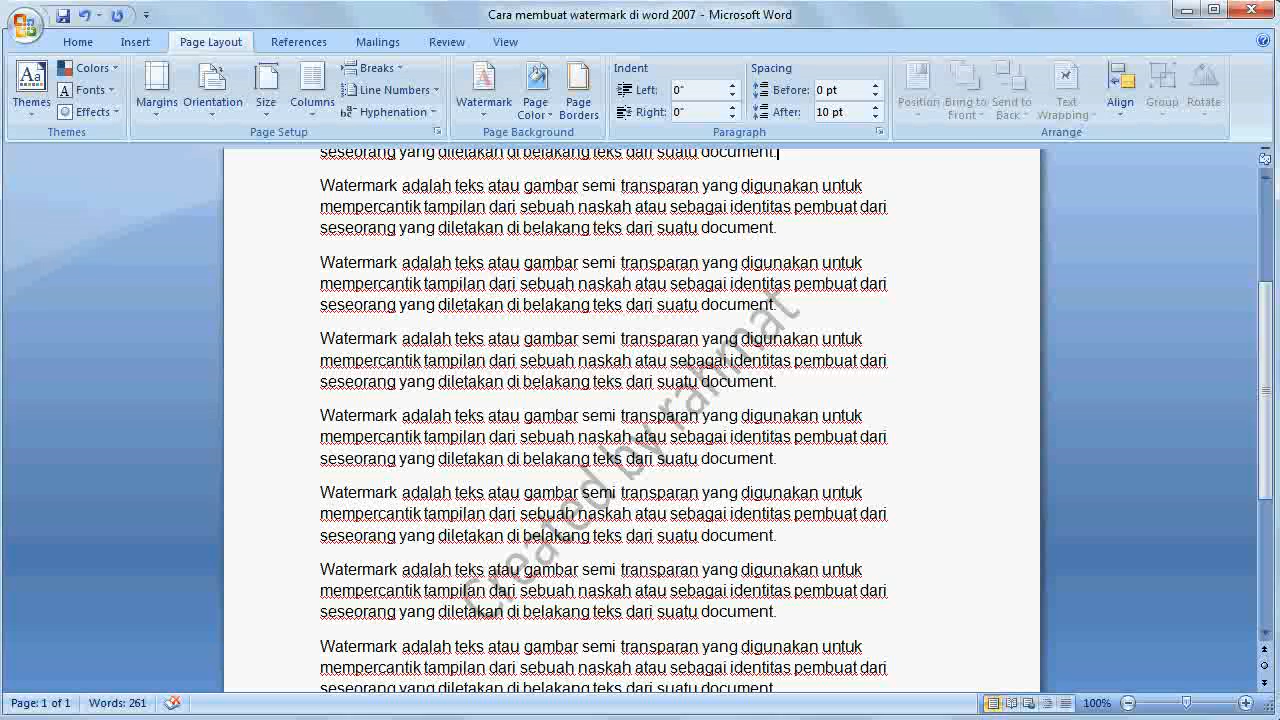 Cara membuat watermark di word 2007 - Microsoft Word
Home Insert Page Layout References Mailings Review View
Themes
Colors
Fonts
Effects
Themes
Margins
Orientation
Size
Columns
Breaks
Line Numbers
Hyphenation
Page Setup
Watermark
Page Color
Page Borders
Page Background
Indent
Left: 0"
Right: 0"
Spacing
Before: 0 pt
After: 10 pt
Paragraph
Position
Bring to Front
Send to Back
Text Wrapping
Align
Group
Rotate
Arrange
seseorang yang diletakan di belakang teks dari suatu document.
Watermark adalah teks atau gambar semi transparan yang digunakan untuk
mempercantik tampilan dari sebuah naskah atau sebagai identitas pembuat dari
seseorang yang diletakan di belakang teks dari suatu document.
Watermark adalah teks atau gambar semi transparan yang digunakan untuk
mempercantik tampilan dari sebuah naskah atau sebagai identitas pembuat dari
seseorang yang diletakan di belakang teks dari suatu document.
Watermark adalah teks atau gambar semi transparan yang digunakan untuk
mempercantik tampilan dari sebuah naskah atau sebagai identitas pembuat dari
seseorang yang diletakan di belakang teks dari suatu document.
Watermark adalah teks atau gambar semi transparan yang digunakan untuk
mempercantik tampilan dari sebuah naskah atau sebagai identitas pembuat dari
seseorang yang diletakan di belakang teks dari suatu document.
Watermark adalah teks atau gambar semi transparan yang digunakan untuk
mempercantik tampilan dari sebuah naskah atau sebagai identitas pembuat dari
seseorang yang diletakan di belakang teks dari suatu document.
Watermark adalah teks atau gambar semi transparan yang digunakan untuk
mempercantik tampilan dari sebuah naskah atau sebagai identitas pembuat dari
seseorang yang diletakan di belakang teks dari suatu document.
Watermark adalah teks atau gambar semi transparan yang digunakan untuk
mempercantik tampilan dari sebuah naskah atau sebagai identitas pembuat dari
seseorang yang diletakan di belakang teks dari suatu document.
Created by rahmat
Page: 1 of 1 Words: 261 100%